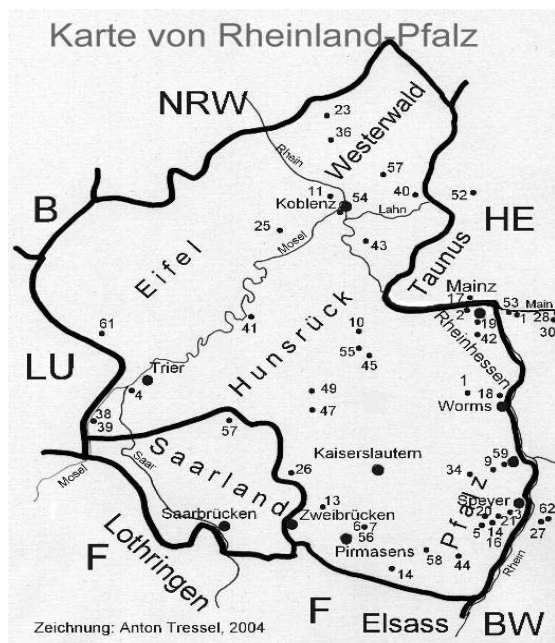 Karte von Rheinland-Pfalz
NRW
23
36
Westerwald
Rhein
57
B
11
54
40
52
Koblenz
Lahn
HE
25
Mosel
43
Eifel
Taunus
Mainz
17
53
Main
2
1
28
19
30
41
10
42
61
Hunsrück
Rheinhessen
55
45
LU
Trier
4
49
1
18
47
Worms
38
39
57
Saarland
Kaiserslautern
59
9
Mosel
Saar
26
34
Pfalz
Speyer
13
20
3
Saarbrücken
Zweibrücken
6
7
21
62
5
14
27
56
16
Pirmasens
Lothringen
58
44
F
14
Rhein
F
Elsass
BW
Zeichnung: Anton Tressel, 2004